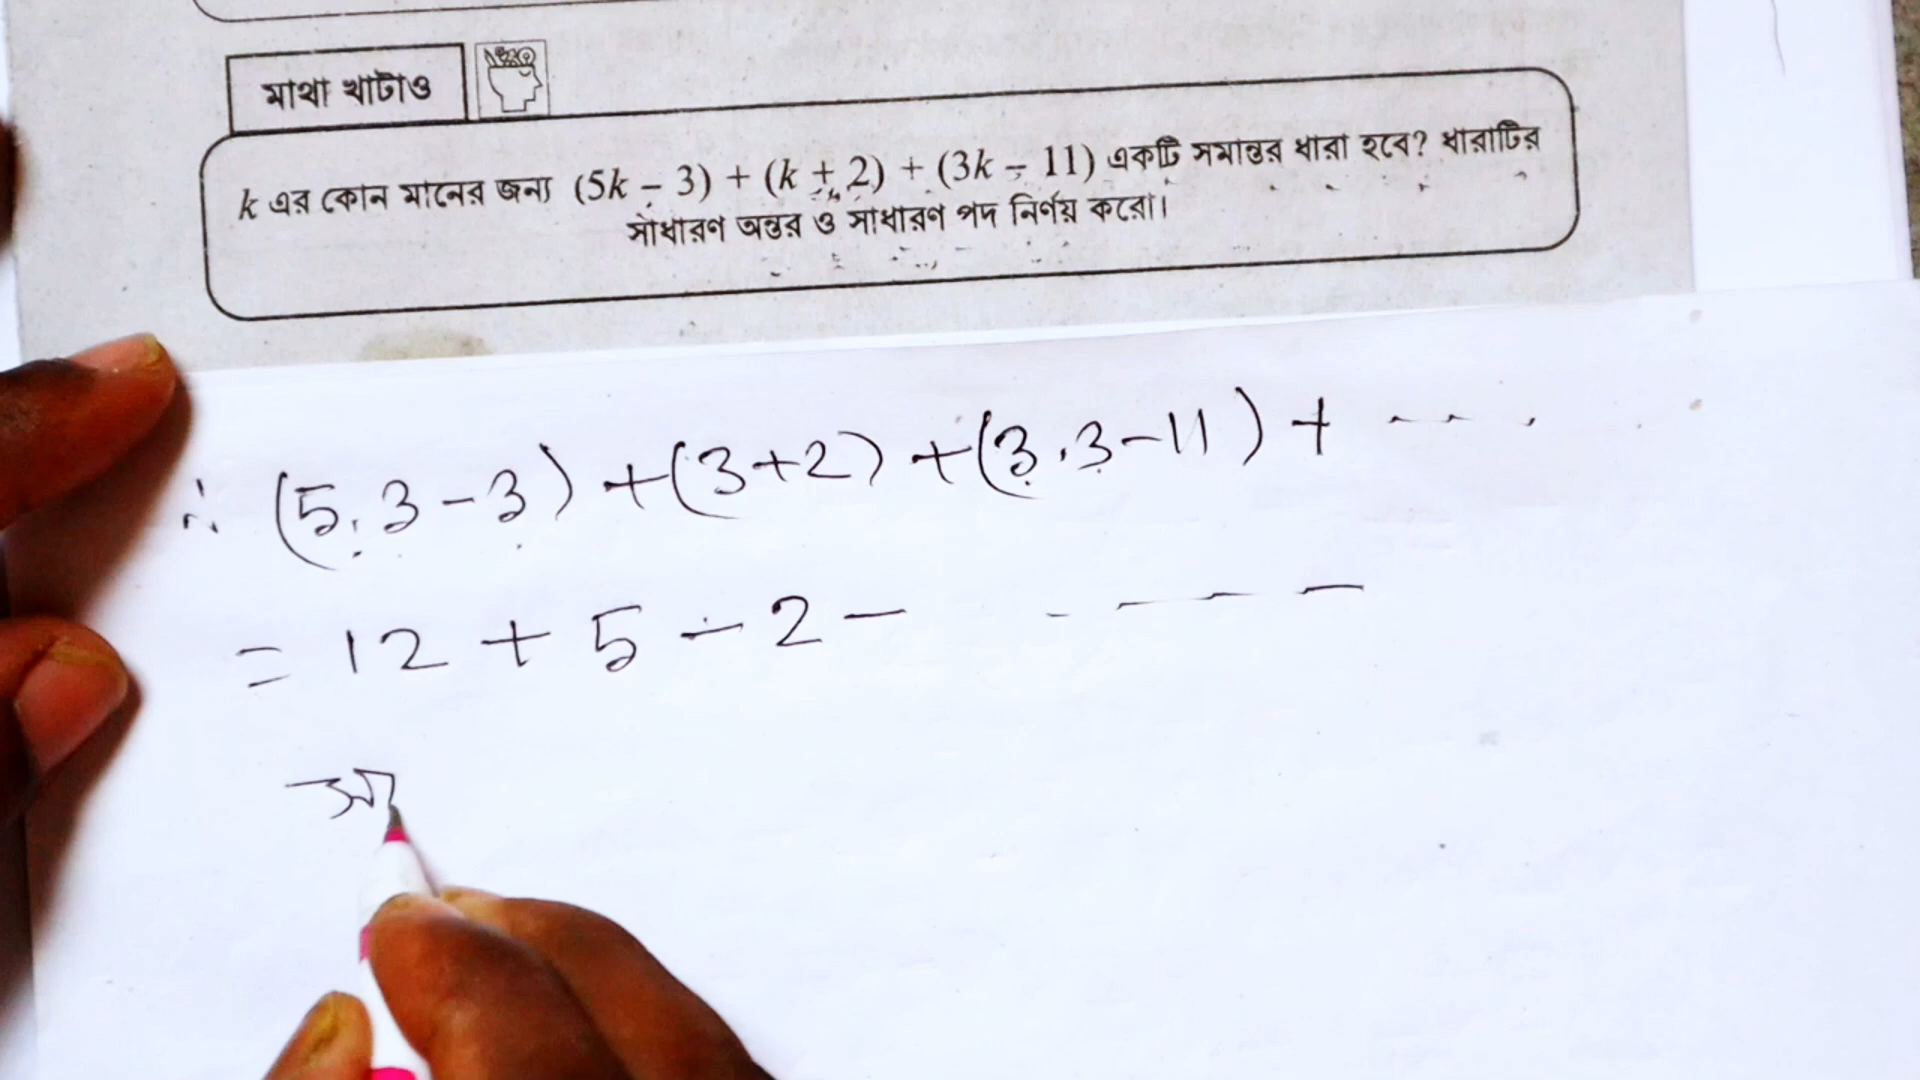 মাথা খাটাও
k এর কোন মানের জন্য (5k – 3) + (k + 2) + (3k – 11) একটি সমান্তর ধারা হবে? ধারাটির
সাধারণ অন্তর ও সাধারণ পদ নির্ণয় করো।
∴ (5.3-3)+(3+2)+(3.3-11)+ ....
= 12 + 5 - 2 - - - - -